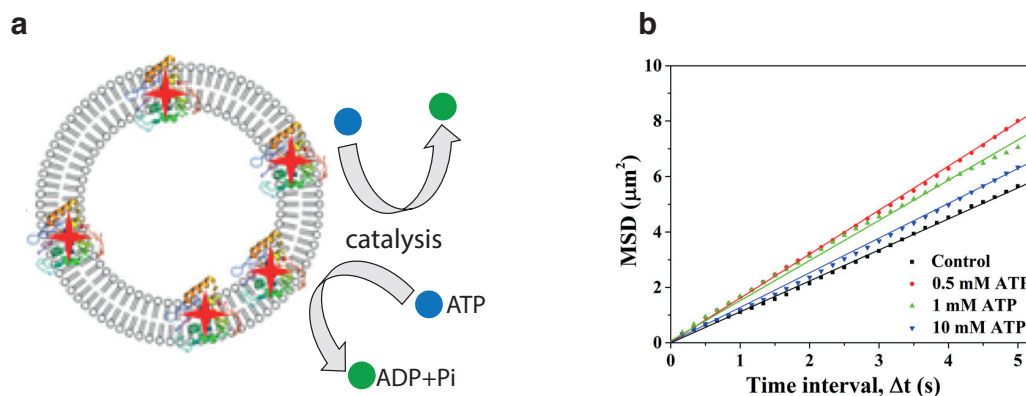 a
catalysis
ATP
ADP+Pi
b
MSD (μm²)
10
8
6
4
2
0
0
1
2
3
4
5
Time interval, Δt (s)
Control
0.5 mM ATP
1 mM ATP
10 mM ATP